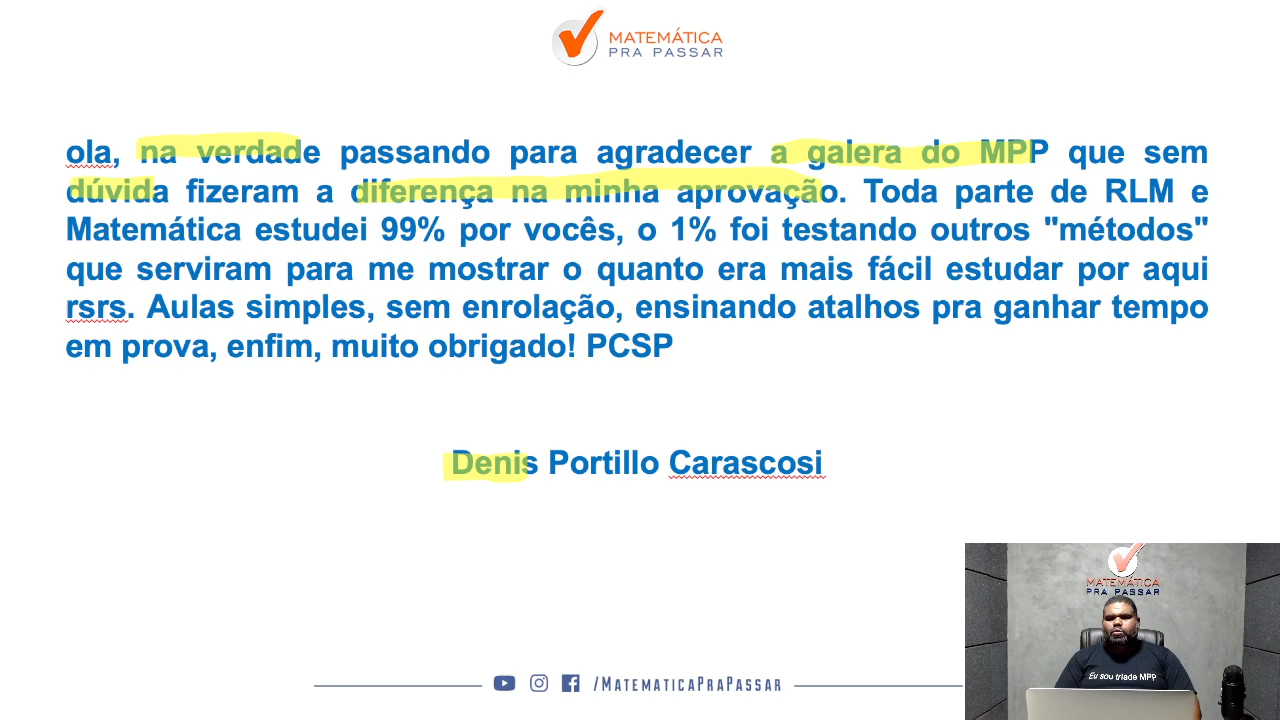 MATEMÁTICA
PRA PASSAR
ola, na verdade passando para agradecer a galera do MPP que sem
dúvida fizeram a diferença na minha aprovação. Toda parte de RLM e
Matemática estudei 99% por vocês, o 1% foi testando outros "métodos"
que serviram para me mostrar o quanto era mais fácil estudar por aqui
rsrs. Aulas simples, sem enrolação, ensinando atalhos pra ganhar tempo
em prova, enfim, muito obrigado! PCSP
Denis Portillo Carascosi
MATEMÁTICA
PRA PASSAR
Eu sou tríade MPP
/MATEMATICAPRAPASSAR